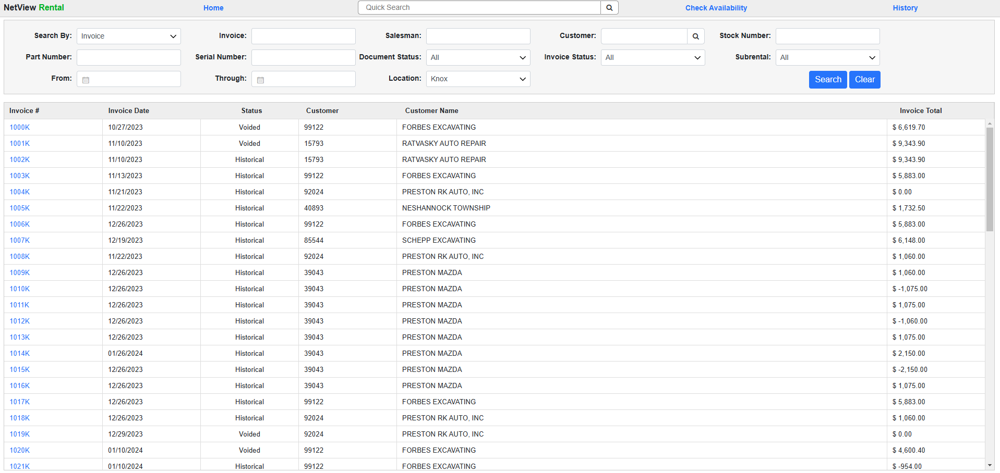 NetView Rental Home Quick Search Check Availability History
Search By: Invoice Invoice: Salesman: Customer: Stock Number:
Part Number: Serial Number: Document Status: All Invoice Status: All Subrental: All
From: Through: Location: Knox Search Clear
Invoice # Invoice Date Status Customer Customer Name Invoice Total
1000K 10/27/2023 Voided 99122 FORBES EXCAVATING $ 6,619.70
1001K 11/10/2023 Voided 15793 RATVASKY AUTO REPAIR $ 9,343.90
1002K 11/10/2023 Historical 15793 RATVASKY AUTO REPAIR $ 9,343.90
1003K 11/13/2023 Historical 99122 FORBES EXCAVATING $ 5,883.00
1004K 11/21/2023 Historical 92024 PRESTON RK AUTO, INC $ 0.00
1005K 11/22/2023 Historical 40893 NESHANNOCK TOWNSHIP $ 1,732.50
1006K 12/26/2023 Historical 99122 FORBES EXCAVATING $ 5,883.00
1007K 12/19/2023 Historical 85544 SCHEPP EXCAVATING $ 6,148.00
1008K 11/22/2023 Historical 92024 PRESTON RK AUTO, INC $ 1,060.00
1009K 12/26/2023 Historical 39043 PRESTON MAZDA $ 1,060.00
1010K 12/26/2023 Historical 39043 PRESTON MAZDA $ -1,075.00
1011K 12/26/2023 Historical 39043 PRESTON MAZDA $ 1,075.00
1012K 12/26/2023 Historical 39043 PRESTON MAZDA $ -1,060.00
1013K 12/26/2023 Historical 39043 PRESTON MAZDA $ 1,075.00
1014K 01/26/2024 Historical 39043 PRESTON MAZDA $ 2,150.00
1015K 12/26/2023 Historical 39043 PRESTON MAZDA $ -2,150.00
1016K 12/26/2023 Historical 39043 PRESTON MAZDA $ 1,075.00
1017K 12/26/2023 Historical 99122 FORBES EXCAVATING $ 5,883.00
1018K 12/26/2023 Historical 92024 PRESTON RK AUTO, INC $ 1,060.00
1019K 12/29/2023 Voided 92024 PRESTON RK AUTO, INC $ 0.00
1020K 01/10/2024 Voided 99122 FORBES EXCAVATING $ 4,600.40
1021K 01/10/2024 Historical 99122 FORBES EXCAVATING $ -954.00